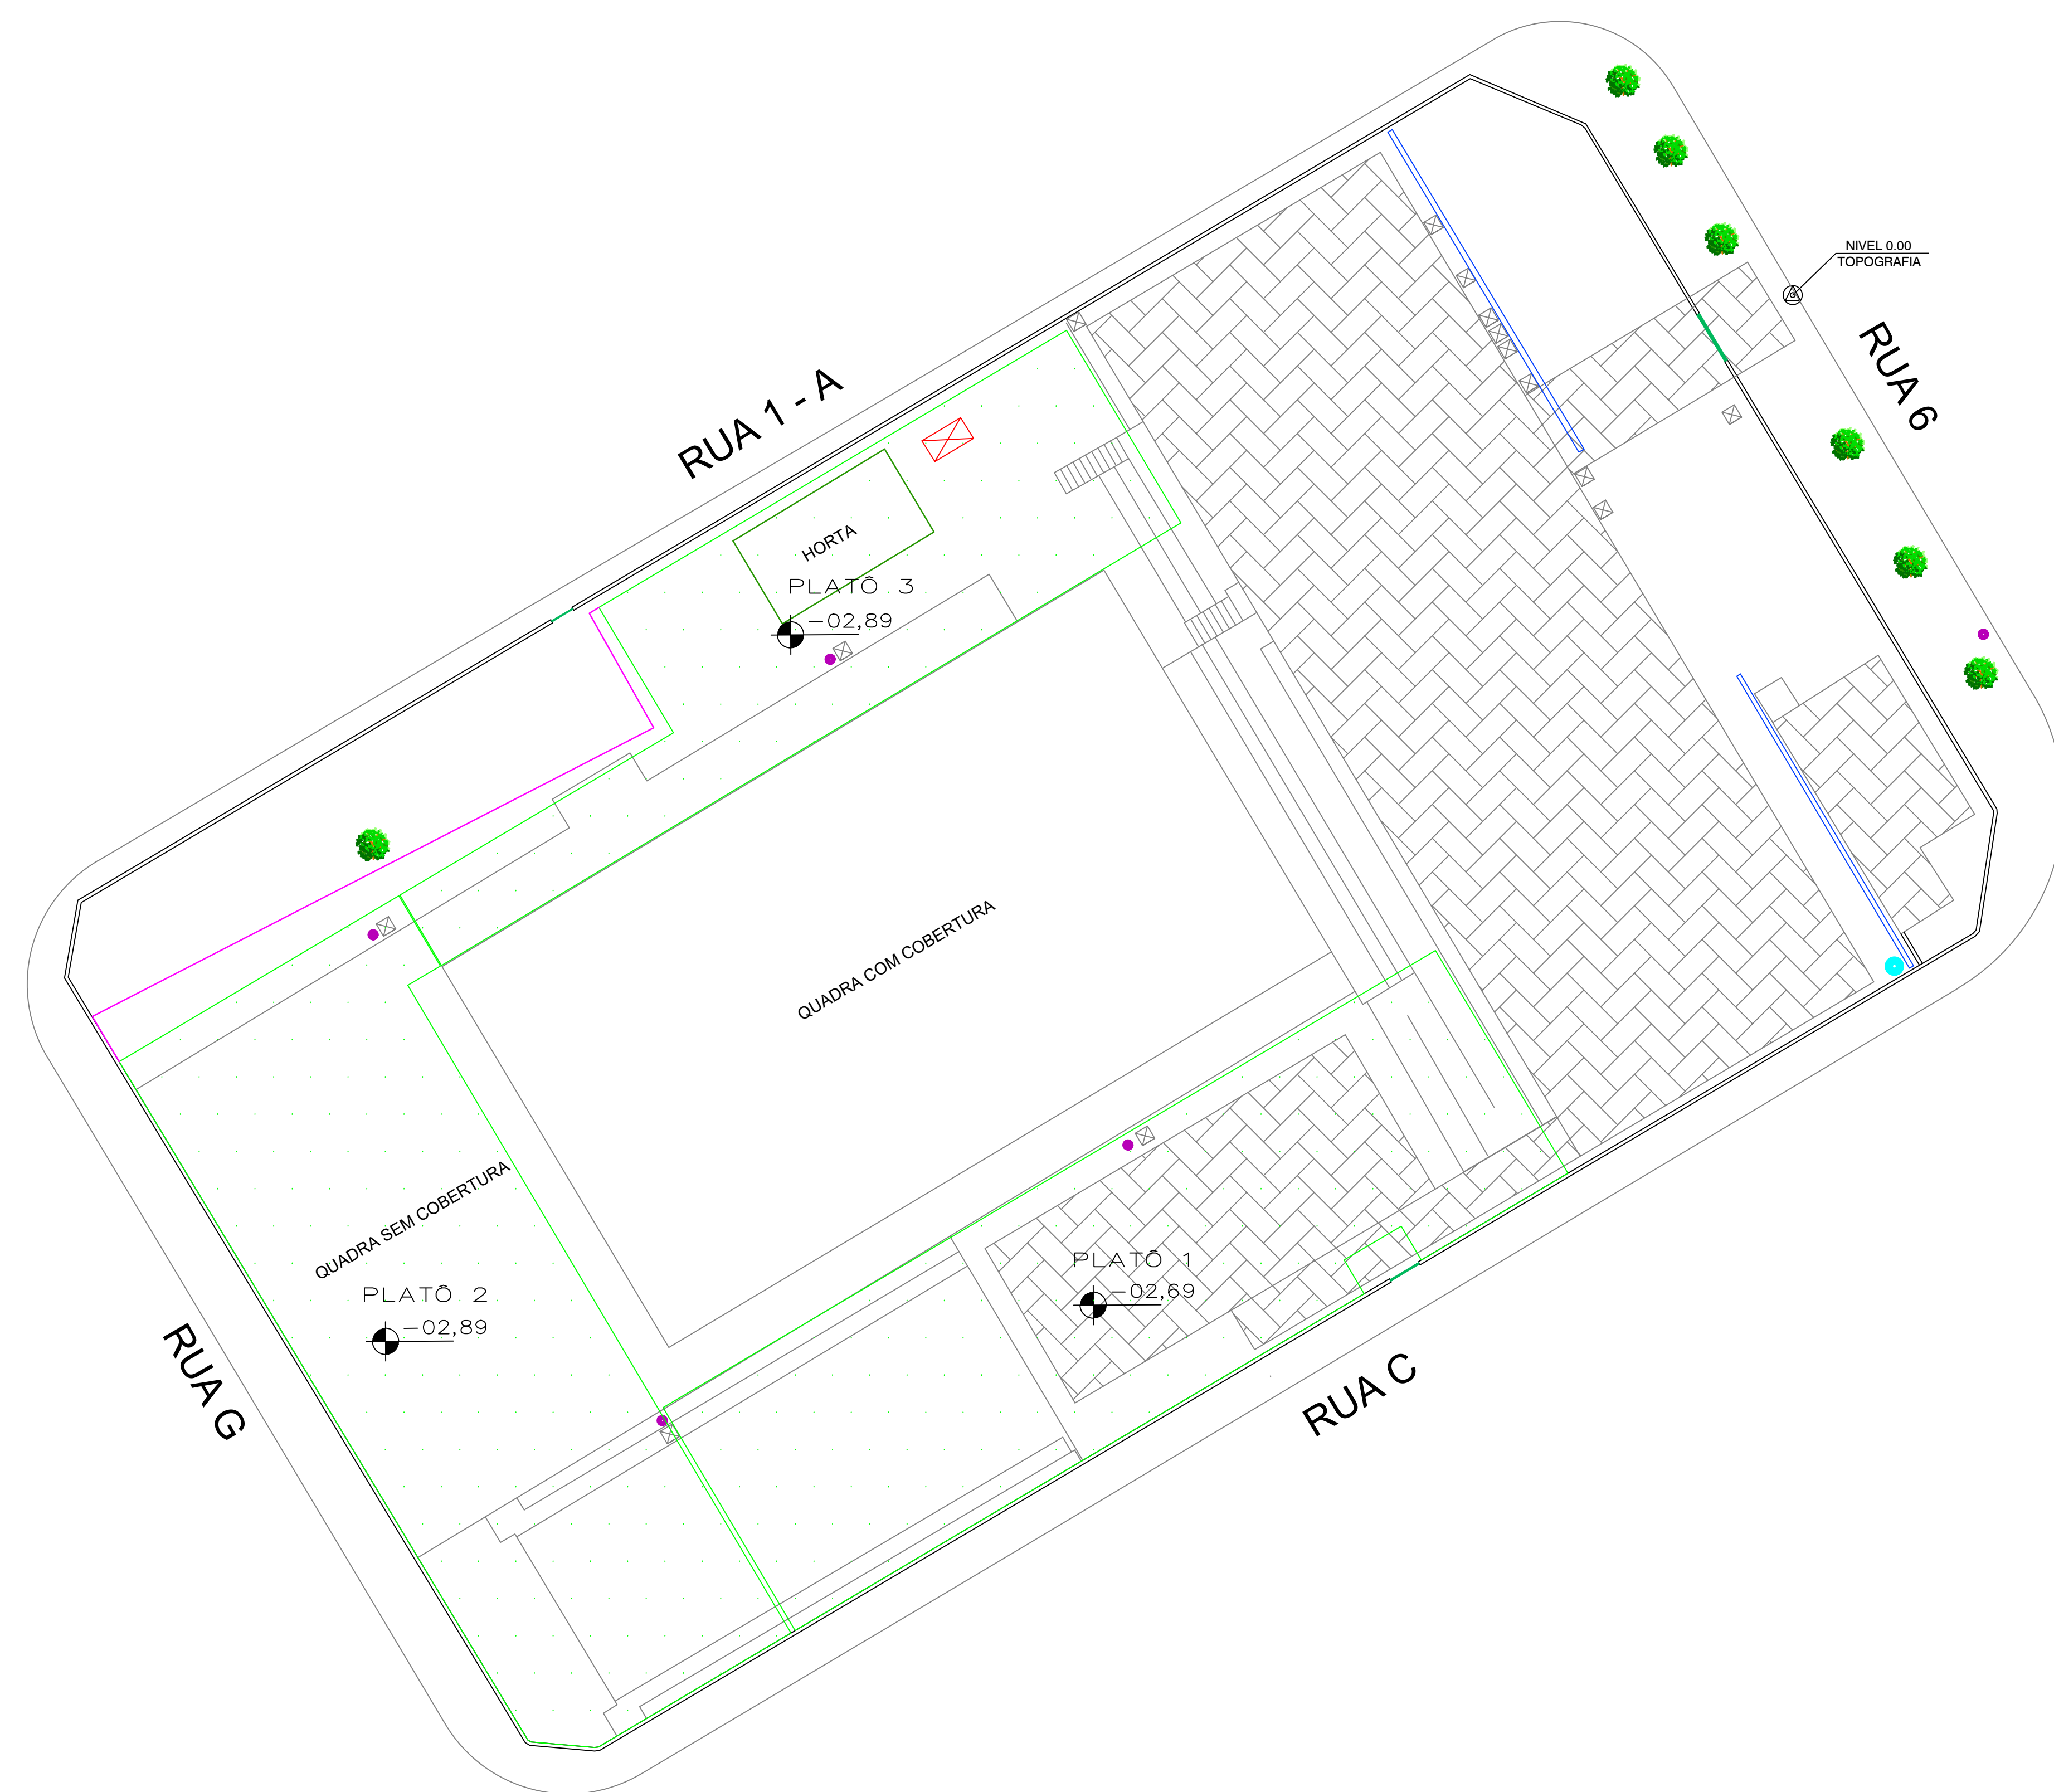 NIVEL 0.00
TOPOGRAFIA
RUA 6
RUA 1 - A
HORTA
PLATÔ 3
-02,89
QUADRA COM COBERTURA
QUADRA SEM COBERTURA
PLATÔ 1
-02,69
PLATÔ 2
-02,89
RUA G
RUA C